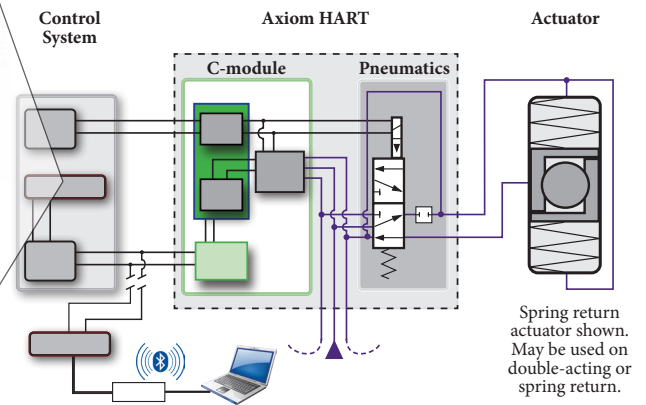 Control
System
Axiom HART
Actuator
C-module
Pneumatics
Spring return
actuator shown.
May be used on
double-acting or
spring return.